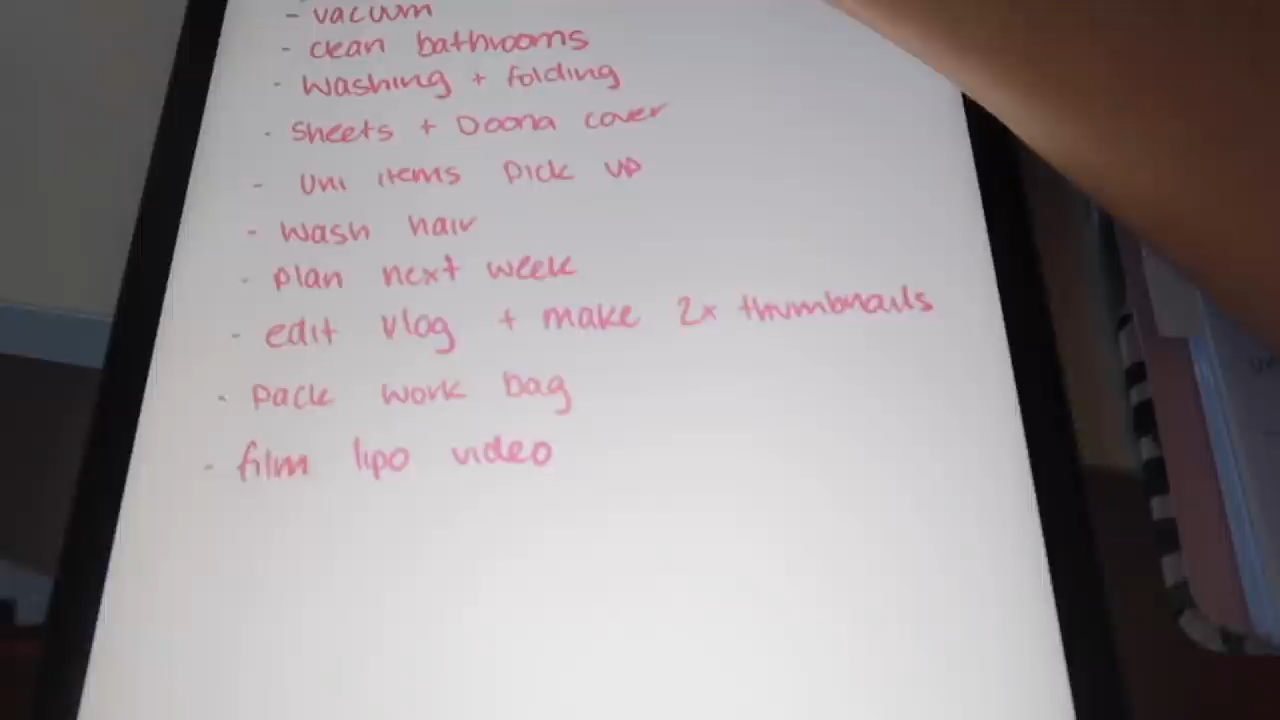 - vacuum
- clean bathrooms
- washing + folding
- sheets + Doona cover
- uni items pick up
- wash hair
- plan next week
- edit vlog + make 2x thumbnails
- pack work bag
- film lipo video